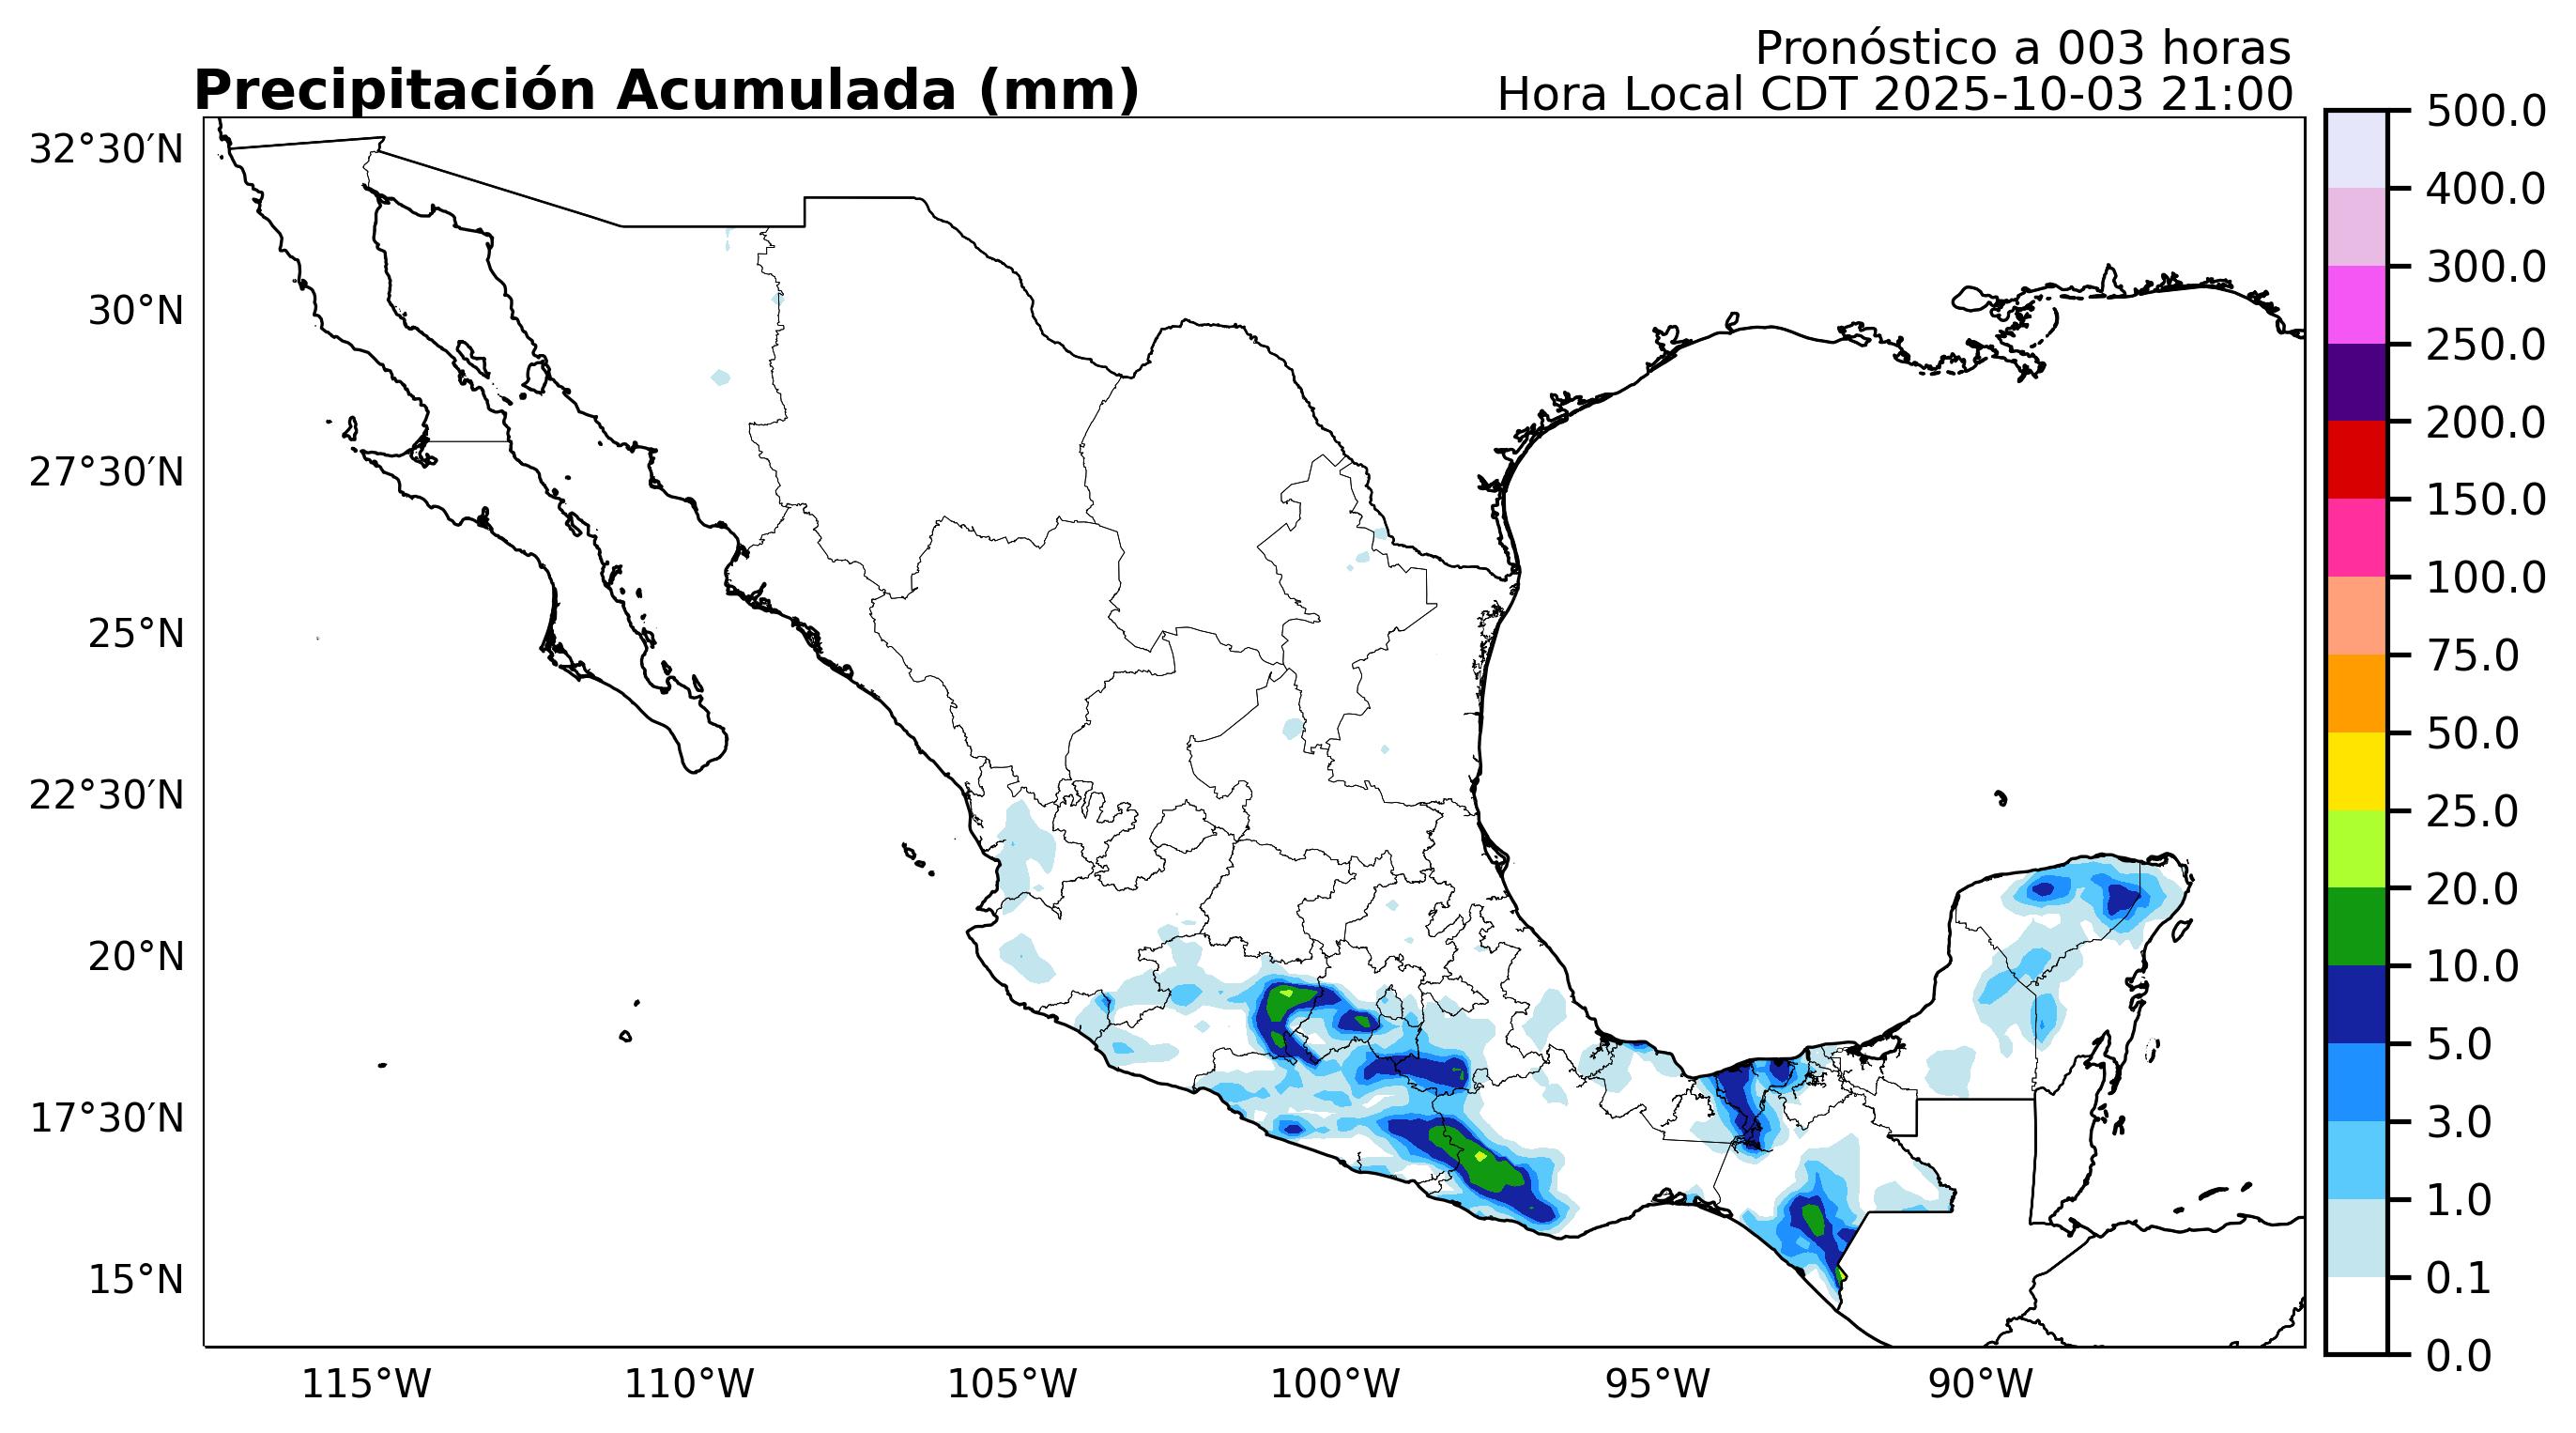 Pronóstico a 003 horas
Precipitación Acumulada (mm)
Hora Local CDT 2025-10-03 21:00
32°30′N
30°N
27°30′N
25°N
22°30′N
20°N
17°30′N
15°N
115°W
110°W
105°W
100°W
95°W
90°W
500.0
400.0
300.0
250.0
200.0
150.0
100.0
75.0
50.0
25.0
20.0
10.0
5.0
3.0
1.0
0.1
0.0